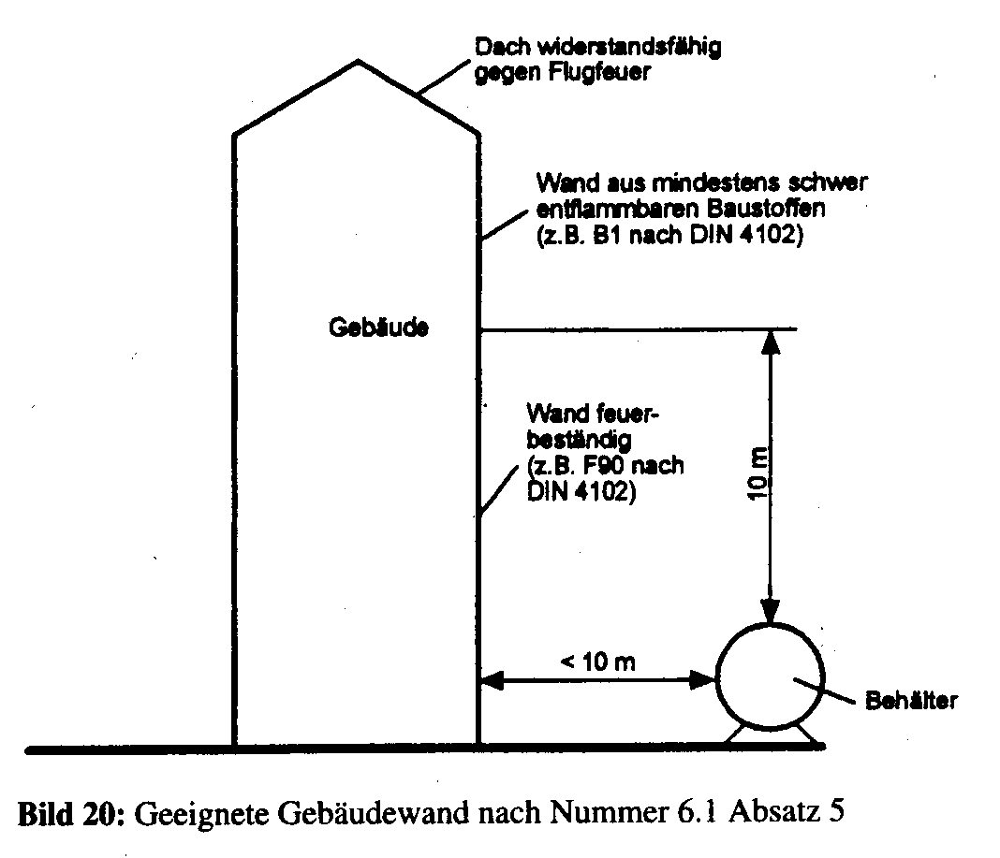 Dach widerstandsfähig
gegen Flugfeuer
Wand aus mindestens schwer
entflammbaren Baustoffen
(z.B. B1 nach DIN 4102)
Gebäude
Wand feuer-
beständig
(z.B. F90 nach
DIN 4102)
10 m
< 10 m
Behälter
Bild 20: Geeignete Gebäudewand nach Nummer 6.1 Absatz 5